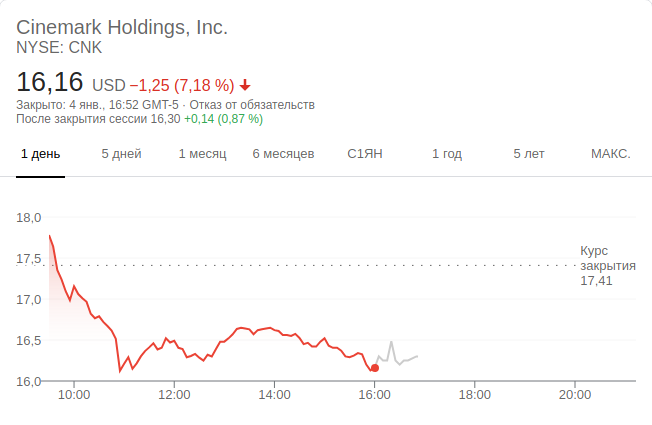 Cinemark Holdings, Inc.
NYSE: CNK
16,16 USD −1,25 (7,18 %)
Закрыто: 4 янв., 16:52 GMT-5 · Отказ от обязательств
После закрытия сессии 16,30 +0,14 (0,87 %)
1 день 5 дней 1 месяц 6 месяцев С1ЯН 1 год 5 лет МАКС.
18,0
17,5
17,0
16,5
16,0
Курс
закрытия
17,41
10:00 12:00 14:00 16:00 18:00 20:00